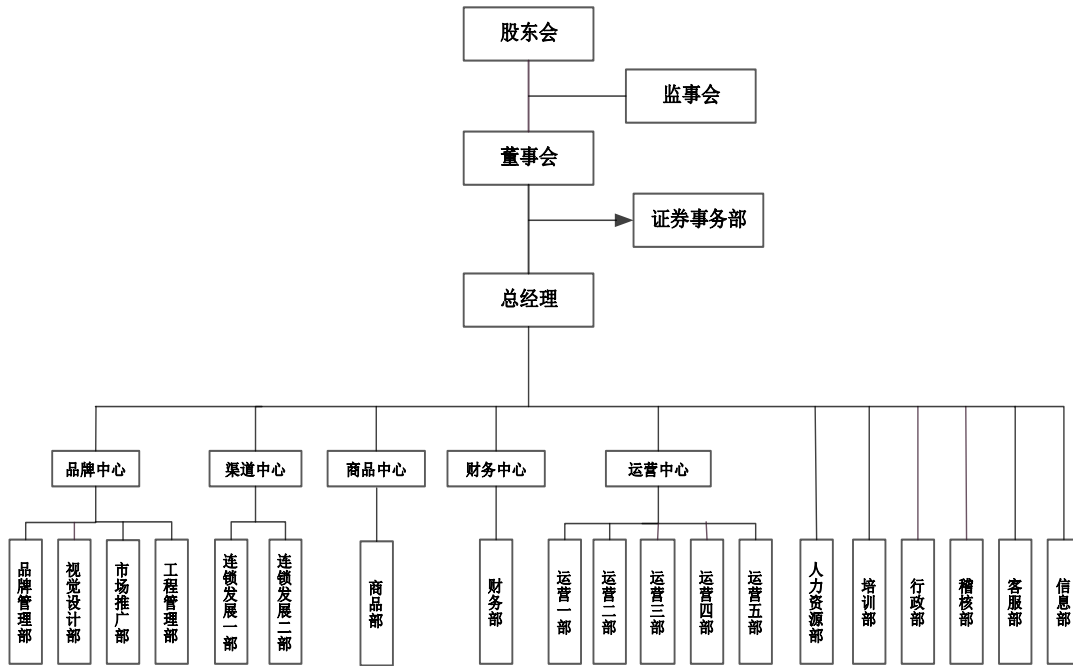 股东会
监事会
董事会
证券事务部
总经理
品牌中心
渠道中心
商品中心
财务中心
运营中心
品牌管理部
视觉设计部
市场推广部
工程管理部
连锁发展一部
连锁发展二部
商品部
财务部
运营一部
运营二部
运营三部
运营四部
运营五部
人力资源部
培训部
行政部
稽核部
客服部
信息部